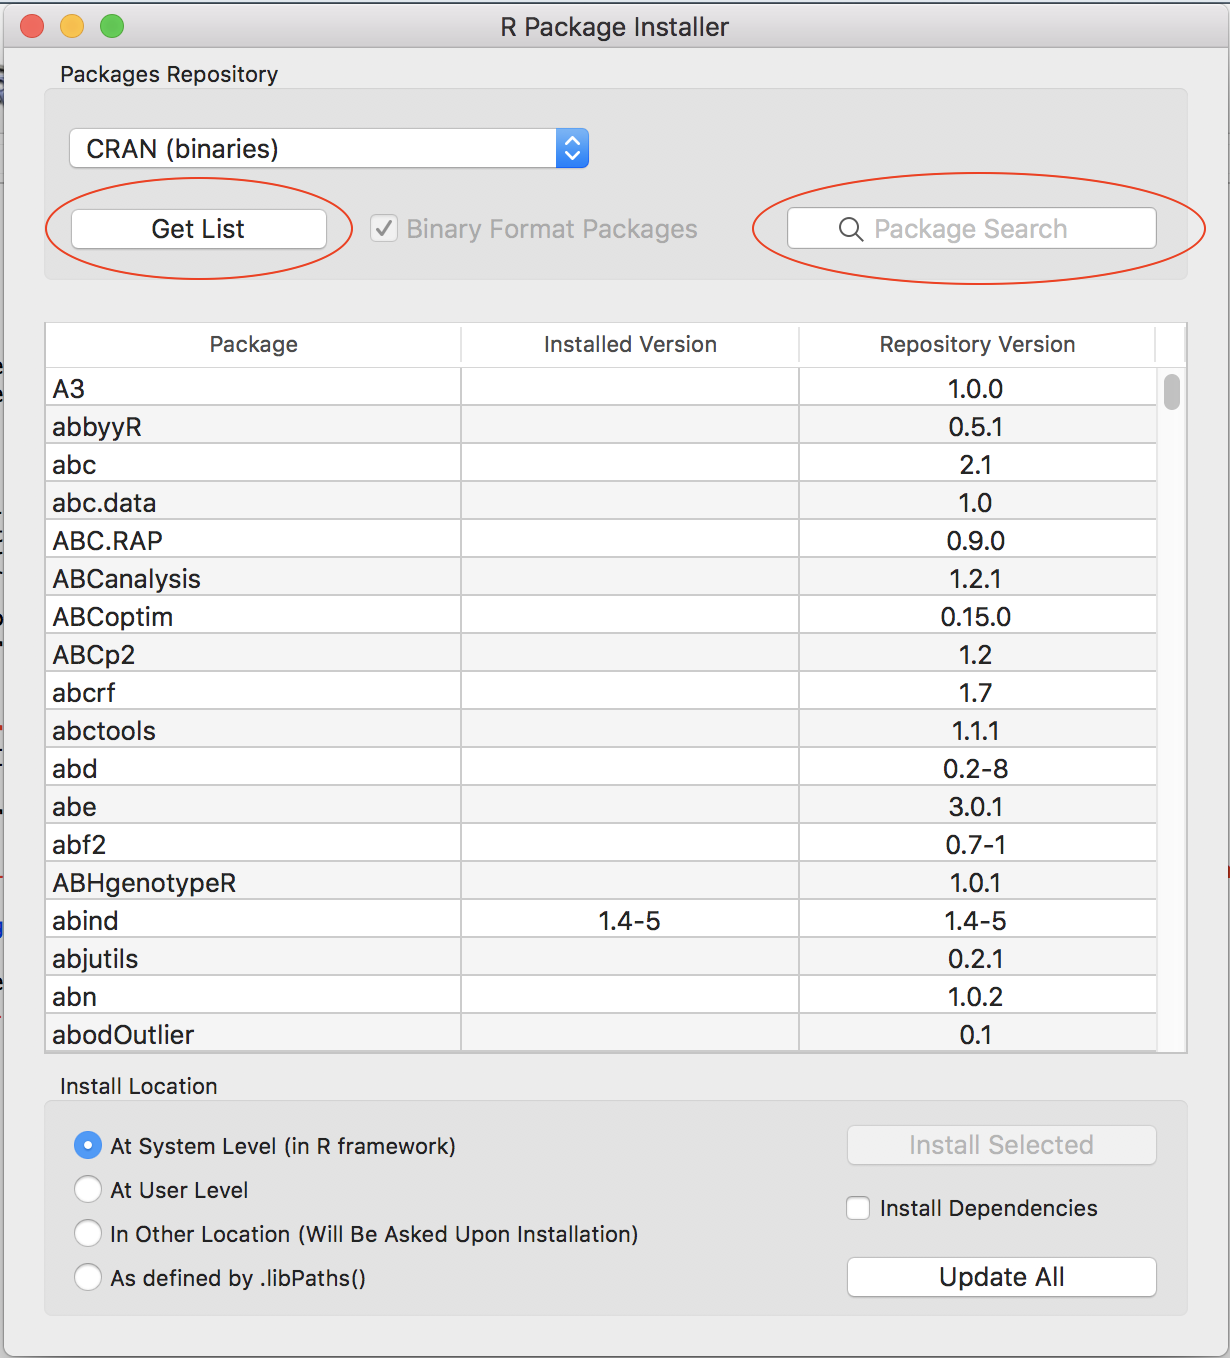 R Package Installer
Packages Repository
CRAN (binaries)
Get List
Binary Format Packages
Package Search
Package Installed Version Repository Version
A3 1.0.0
abbyyR 0.5.1
abc 2.1
abc.data 1.0
ABC.RAP 0.9.0
ABCanalysis 1.2.1
ABCoptim 0.15.0
ABCp2 1.2
abcrf 1.7
abctools 1.1.1
abd 0.2-8
abe 3.0.1
abf2 0.7-1
ABHgenotypeR 1.0.1
abind 1.4-5 1.4-5
abjutils 0.2.1
abn 1.0.2
abodOutlier 0.1
Install Location
At System Level (in R framework)
Install Selected
At User Level
Install Dependencies
In Other Location (Will Be Asked Upon Installation)
As defined by .libPaths()
Update All